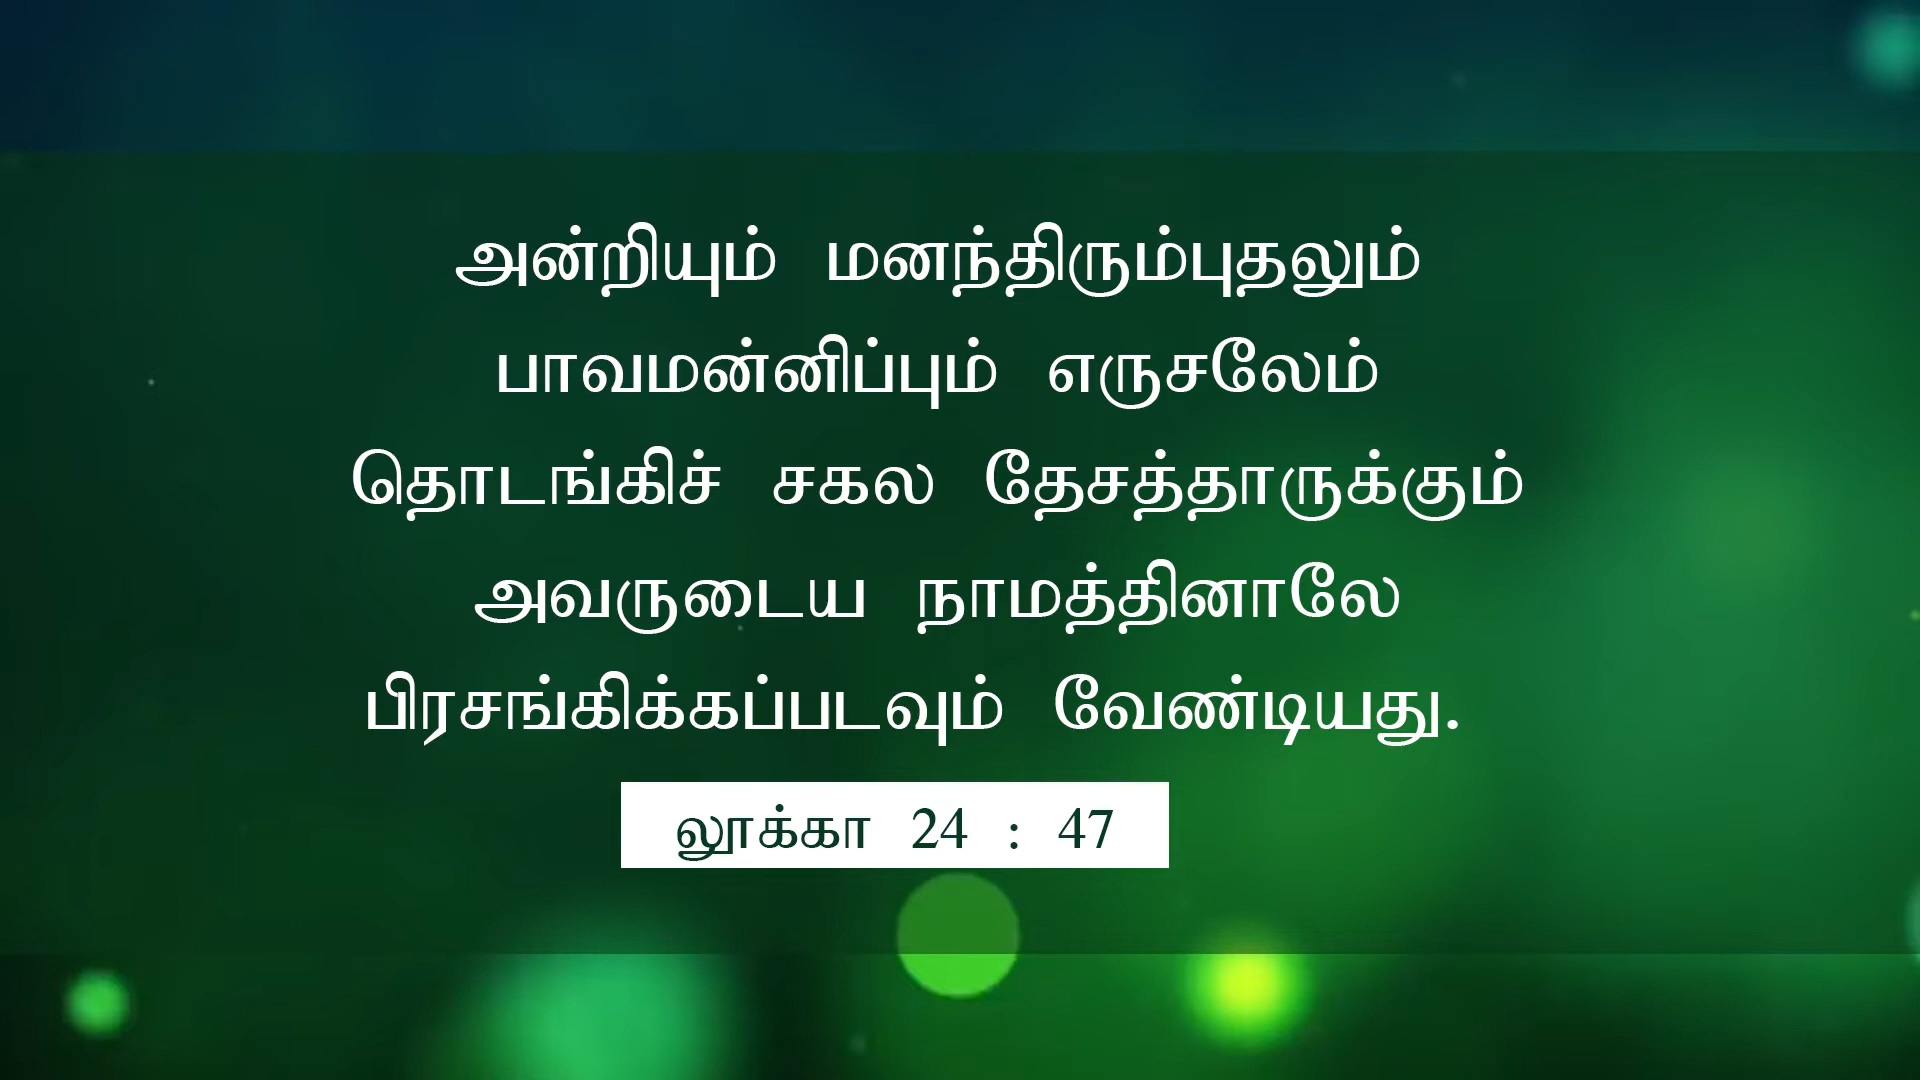 அன்றியும் மனந்திரும்புதலும்
பாவமன்னிப்பும் எருசலேம்
தொடங்கிச் சகல தேசத்தாருக்கும்
அவருடைய நாமத்தினாலே
பிரசங்கிக்கப்படவும் வேண்டியது.
லூக்கா 24 : 47